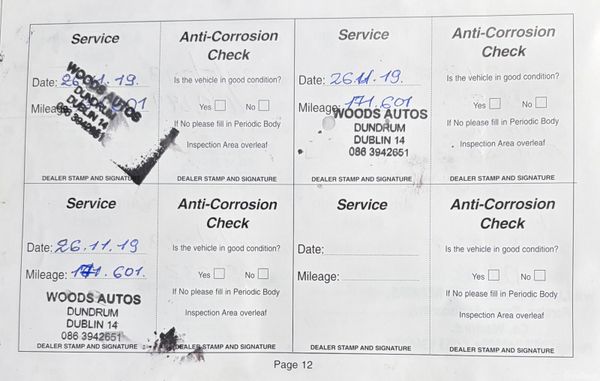 Service
Date: 26.11.19.
Mileage 01
WOODS AUTOS
DUNDRUM
DUBLIN 14
086 3942651
DEALER STAMP AND SIGNATURE
Anti-Corrosion
Check
Is the vehicle in good condition?
Yes No
If No please fill in Periodic Body
Inspection Area overleaf
DEALER STAMP AND SIGNATURE
Service
Date: 26.11.19.
Mileage: 171.601
WOODS AUTOS
DUNDRUM
DUBLIN 14
086 3942651
DEALER STAMP AND SIGNATURE
Anti-Corrosion
Check
Is the vehicle in good condition?
Yes No
If No please fill in Periodic Body
Inspection Area overleaf
DEALER STAMP AND SIGNATURE
Service
Date: 26.11.19
Mileage: 171.601.
WOODS AUTOS
DUNDRUM
DUBLIN 14
086 3942651
DEALER STAMP AND SIGNATURE
Anti-Corrosion
Check
Is the vehicle in good condition?
Yes No
If No please fill in Periodic Body
Inspection Area overleaf
DEALER STAMP AND SIGNATURE
Service
Date:
Mileage:
DEALER STAMP AND SIGNATURE
Anti-Corrosion
Check
Is the vehicle in good condition?
Yes No
If No please fill in Periodic Body
Inspection Area overleaf
DEALER STAMP AND SIGNATURE
Page 12